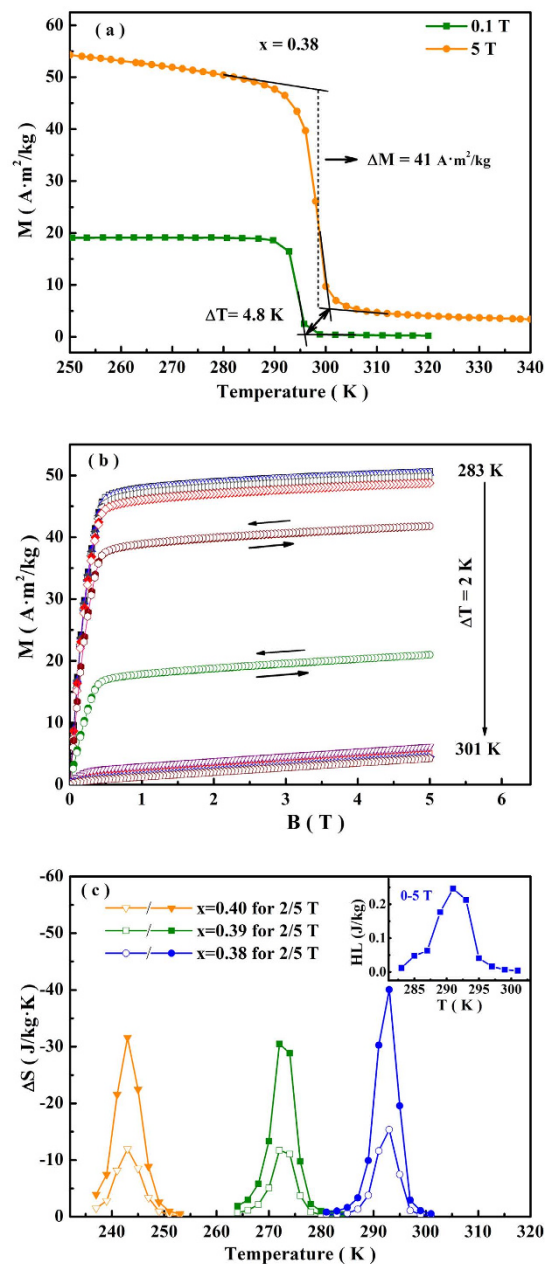 ( a )
x = 0.38
0.1 T
5 T
ΔM = 41 A·m²/kg
ΔT= 4.8 K
M ( A·m²/kg )
60
50
40
30
20
10
0
250 260 270 280 290 300 310 320 330 340
Temperature ( K )
( b )
283 K
ΔT = 2 K
301 K
M ( A·m²/kg )
60
50
40
30
20
10
0
0 1 2 3 4 5 6
B ( T )
( c )
x=0.40 for 2/5 T
x=0.39 for 2/5 T
x=0.38 for 2/5 T
0-5 T
HL (J/kg)
0.2
0.1
0.0
285 290 295 300
T ( K )
ΔS ( J/kg·K )
-60
-50
-40
-30
-20
-10
0
240 250 260 270 280 290 300 310 320
Temperature ( K )